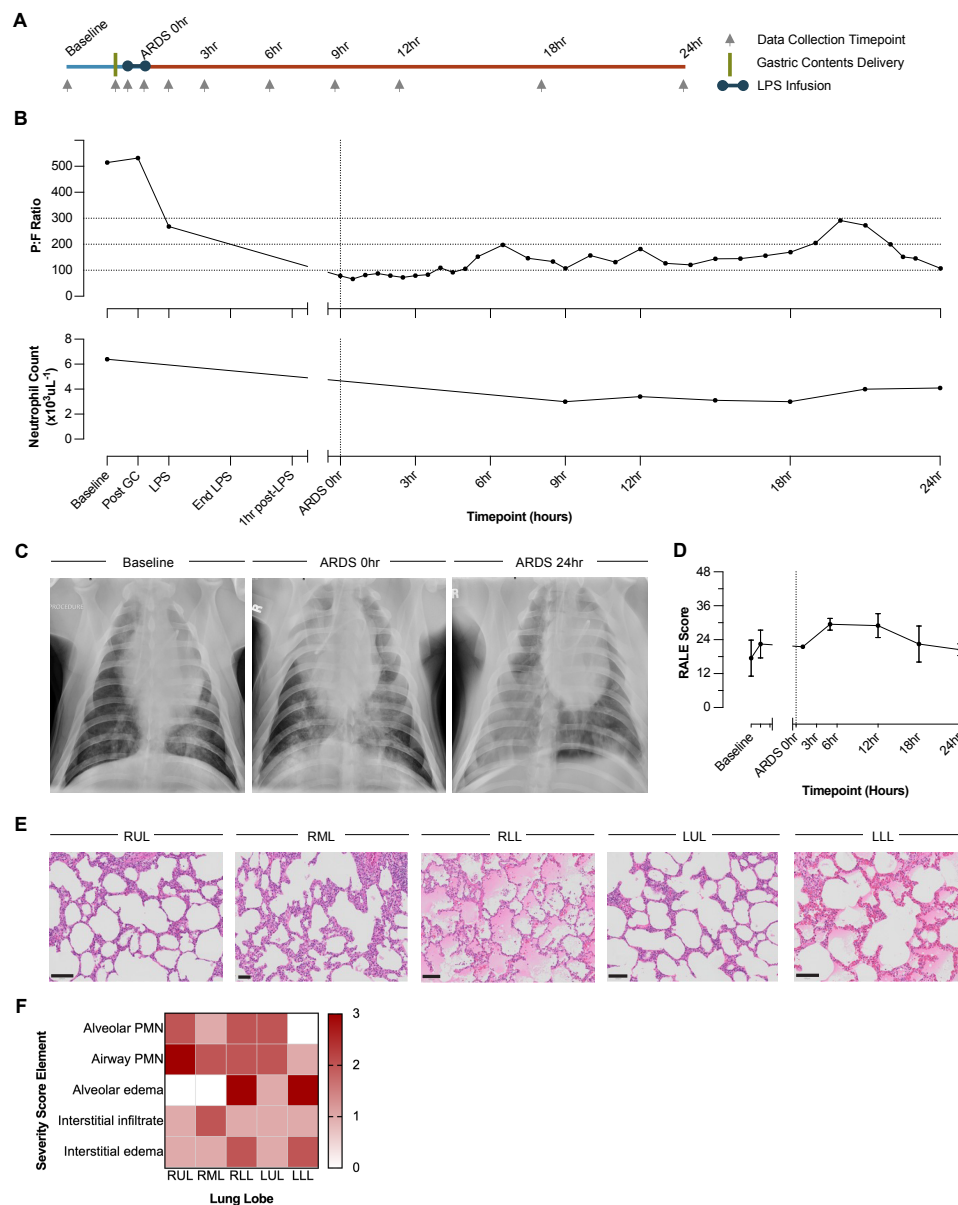 A
Baseline
ARDS 0hr
3hr
6hr
9hr
12hr
18hr
24hr
Data Collection Timepoint
Gastric Contents Delivery
LPS Infusion
B
P:F Ratio
500
400
300
200
100
0
Neutrophil Count
(x10³uL⁻¹)
8
6
4
2
0
Baseline
Post GC
LPS
End LPS
1hr post-LPS
ARDS 0hr
3hr
6hr
9hr
12hr
18hr
24hr
Timepoint (hours)
C
Baseline
ARDS 0hr
ARDS 24hr
R
R
D
RALE Score
48
36
24
12
0
Baseline
ARDS 0hr
3hr
6hr
12hr
18hr
24hr
Timepoint (Hours)
E
RUL
RML
RLL
LUL
LLL
F
Severity Score Element
Alveolar PMN
Airway PMN
Alveolar edema
Interstitial infiltrate
Interstitial edema
RUL RML RLL LUL LLL
Lung Lobe
3
2
1
0